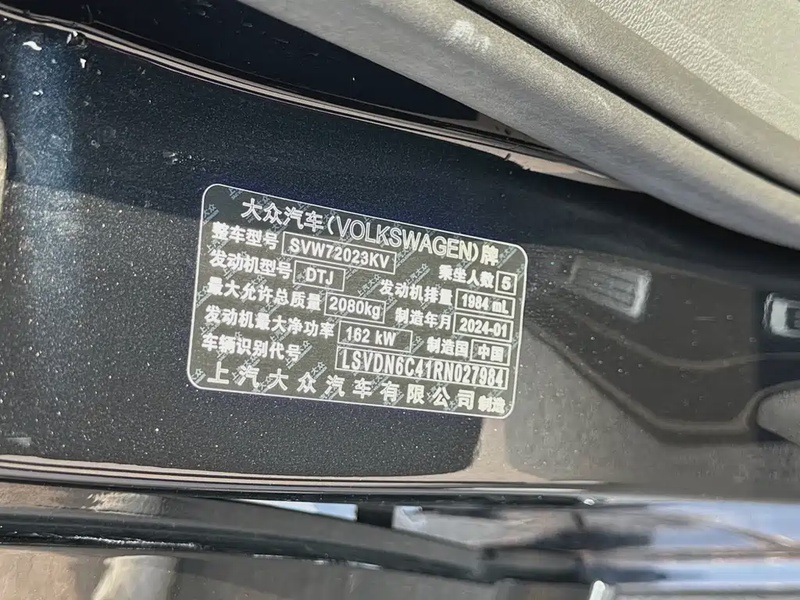 大众汽车(VOLKSWAGEN)牌
整车型号 SVW72023KV 乘坐人数 5
发动机型号 DTJ 发动机排量 1984 mL
最大允许总质量 2080kg 制造年月 2024-01
发动机最大净功率 162 kW 制造国 中国
车辆识别代号 LSVDN6C41RN027984
上汽大众汽车有限公司 制造